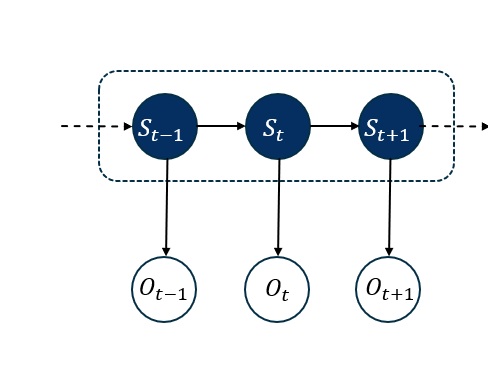 S_{t−1} S_t S_{t+1}
O_{t−1} O_t O_{t+1}